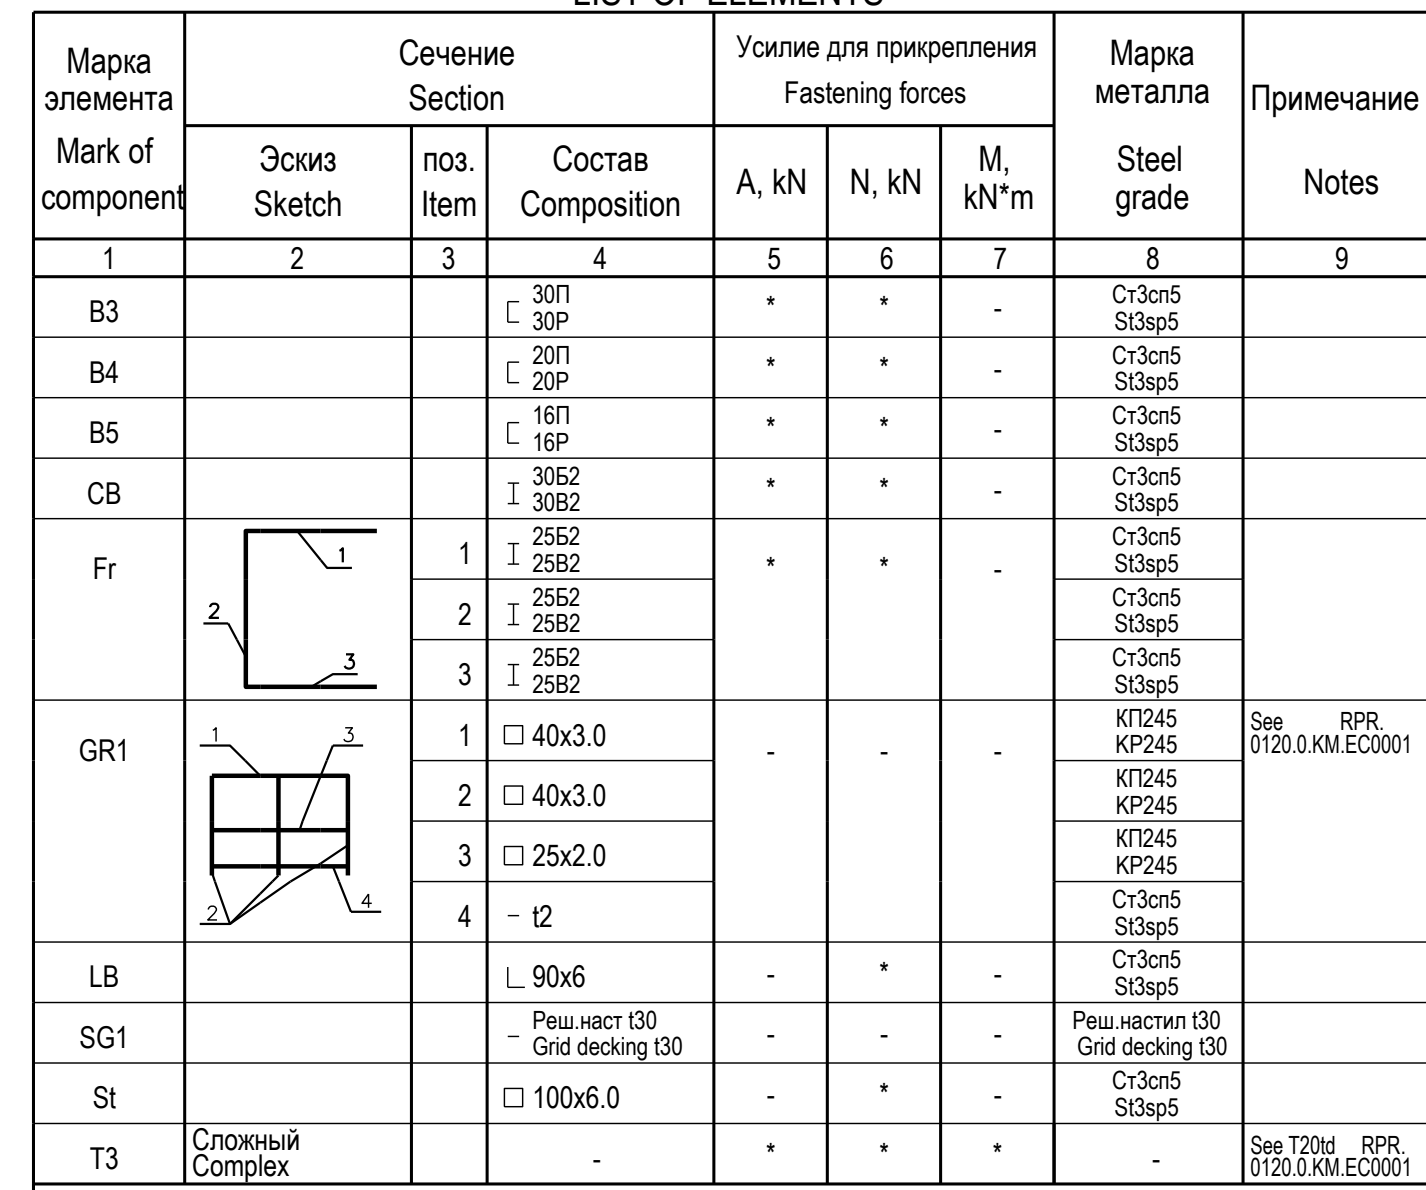 LIST OF ELEMENTS
Марка элемента
Mark of component
Сечение
Section
Усилие для прикрепления
Fastening forces
Марка металла
Steel grade
Примечание
Notes
Эскиз
Sketch
поз.
Item
Состав
Composition
A, kN
N, kN
M, kN*m
1 2 3 4 5 6 7 8 9
B3 30П * * - Ст3сп5
30P St3sp5
B4 20П * * - Ст3сп5
20P St3sp5
B5 16П * * - Ст3сп5
16P St3sp5
CB 30Б2 * * - Ст3сп5
30B2 St3sp5
Fr 1 2 3
1 25Б2 * * - Ст3сп5
25B2 St3sp5
2 25Б2 Ст3сп5
25B2 St3sp5
3 25Б2 Ст3сп5
25B2 St3sp5
GR1 1 3 2 4
1 40x3.0 - - - КП245 See RPR.
KP245 0120.0.KM.EC0001
2 40x3.0 КП245
KP245
3 25x2.0 КП245
KP245
4 - t2 Ст3сп5
St3sp5
LB 90x6 - * - Ст3сп5
St3sp5
SG1 - Реш.наст t30 - - - Реш.настил t30
Grid decking t30 Grid decking t30
St 100x6.0 - * - Ст3сп5
St3sp5
T3 Сложный - * * * - See T20td RPR.
Complex 0120.0.KM.EC0001